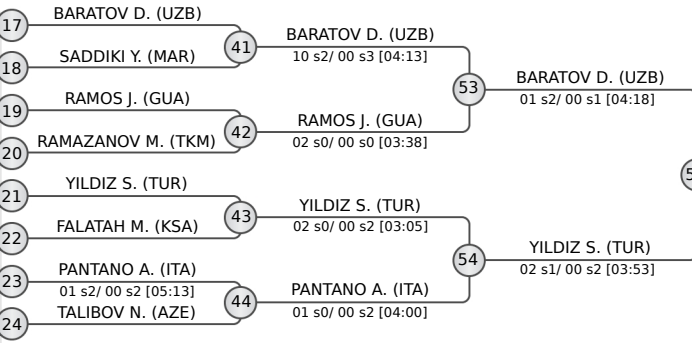 17
BARATOV D. (UZB)
18
SADDIKI Y. (MAR)
41
BARATOV D. (UZB)
10 s2/ 00 s3 [04:13]
19
RAMOS J. (GUA)
20
RAMAZANOV M. (TKM)
42
RAMOS J. (GUA)
02 s0/ 00 s0 [03:38]
53
BARATOV D. (UZB)
01 s2/ 00 s1 [04:18]
21
YILDIZ S. (TUR)
22
FALATAH M. (KSA)
43
YILDIZ S. (TUR)
02 s0/ 00 s2 [03:05]
23
PANTANO A. (ITA)
01 s2/ 00 s2 [05:13]
24
TALIBOV N. (AZE)
44
PANTANO A. (ITA)
01 s0/ 00 s2 [04:00]
54
YILDIZ S. (TUR)
02 s1/ 00 s2 [03:53]